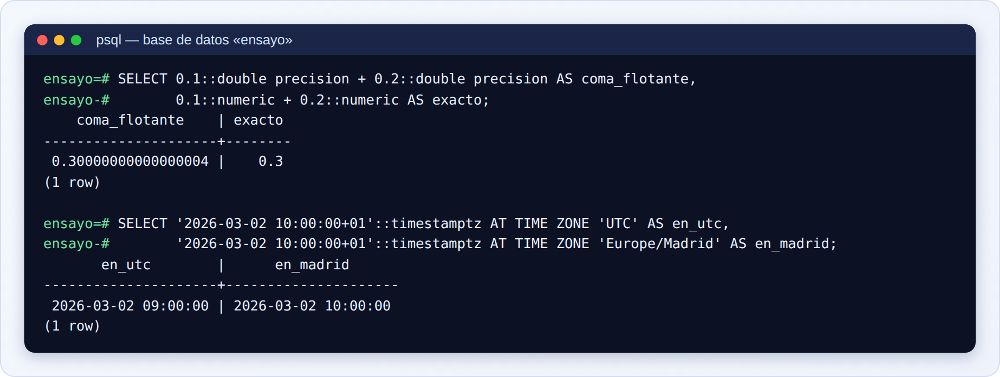 psql — base de datos «ensayo»
ensayo=# SELECT 0.1::double precision + 0.2::double precision AS coma_flotante,
ensayo-#        0.1::numeric + 0.2::numeric AS exacto;
    coma_flotante    | exacto
---------------------+--------
 0.30000000000000004 |    0.3
(1 row)

ensayo=# SELECT '2026-03-02 10:00:00+01'::timestamptz AT TIME ZONE 'UTC' AS en_utc,
ensayo-#        '2026-03-02 10:00:00+01'::timestamptz AT TIME ZONE 'Europe/Madrid' AS en_madrid;
       en_utc        |      en_madrid
---------------------+---------------------
 2026-03-02 09:00:00 | 2026-03-02 10:00:00
(1 row)